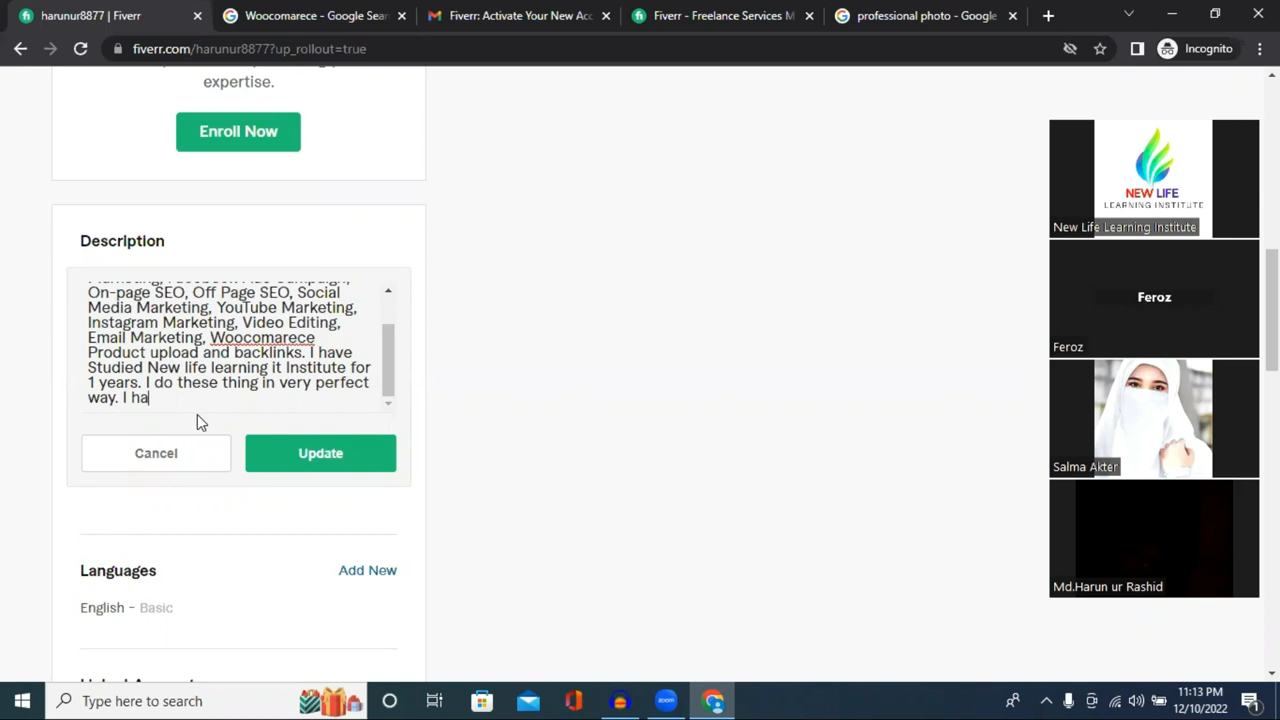 harunur8877 | Fiverr
Woocomarece - Google Sear
Fiverr: Activate Your New Acc
Fiverr - Freelance Services M
professional photo - Google
fiverr.com/harunur8877?up_rollout=true
Incognito
expertise.
Enroll Now
Description
On-page SEO, Off Page SEO, Social
Media Marketing, YouTube Marketing,
Instagram Marketing, Video Editing,
Email Marketing, Woocomarece
Product upload and backlinks. I have
Studied New life learning it Institute for
1 years. I do these thing in very perfect
way. I ha
Cancel
Update
Languages
Add New
English - Basic
NEW LIFE
LEARNING INSTITUTE
New Life Learning Institute
Feroz
Feroz
Salma Akter
Md.Harun ur Rashid
Type here to search
zoom
11:13 PM
12/10/2022
1